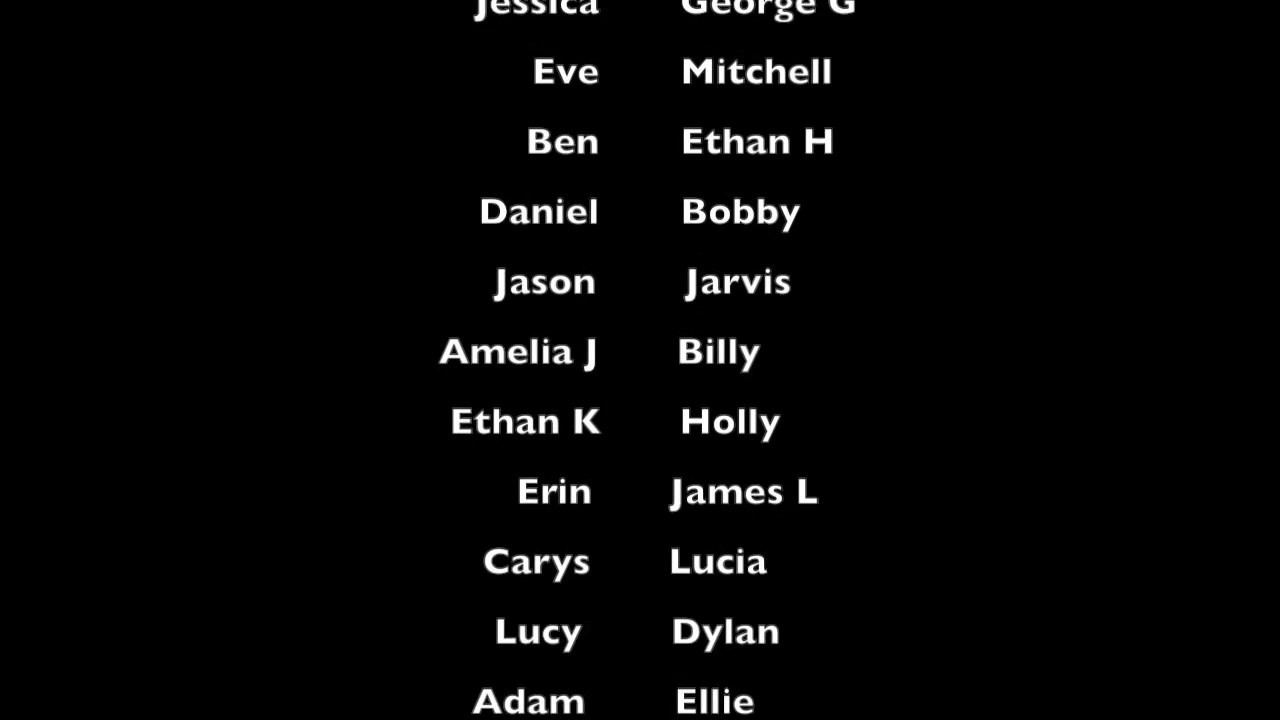 Jessica George G
Eve Mitchell
Ben Ethan H
Daniel Bobby
Jason Jarvis
Amelia J Billy
Ethan K Holly
Erin James L
Carys Lucia
Lucy Dylan
Adam Ellie